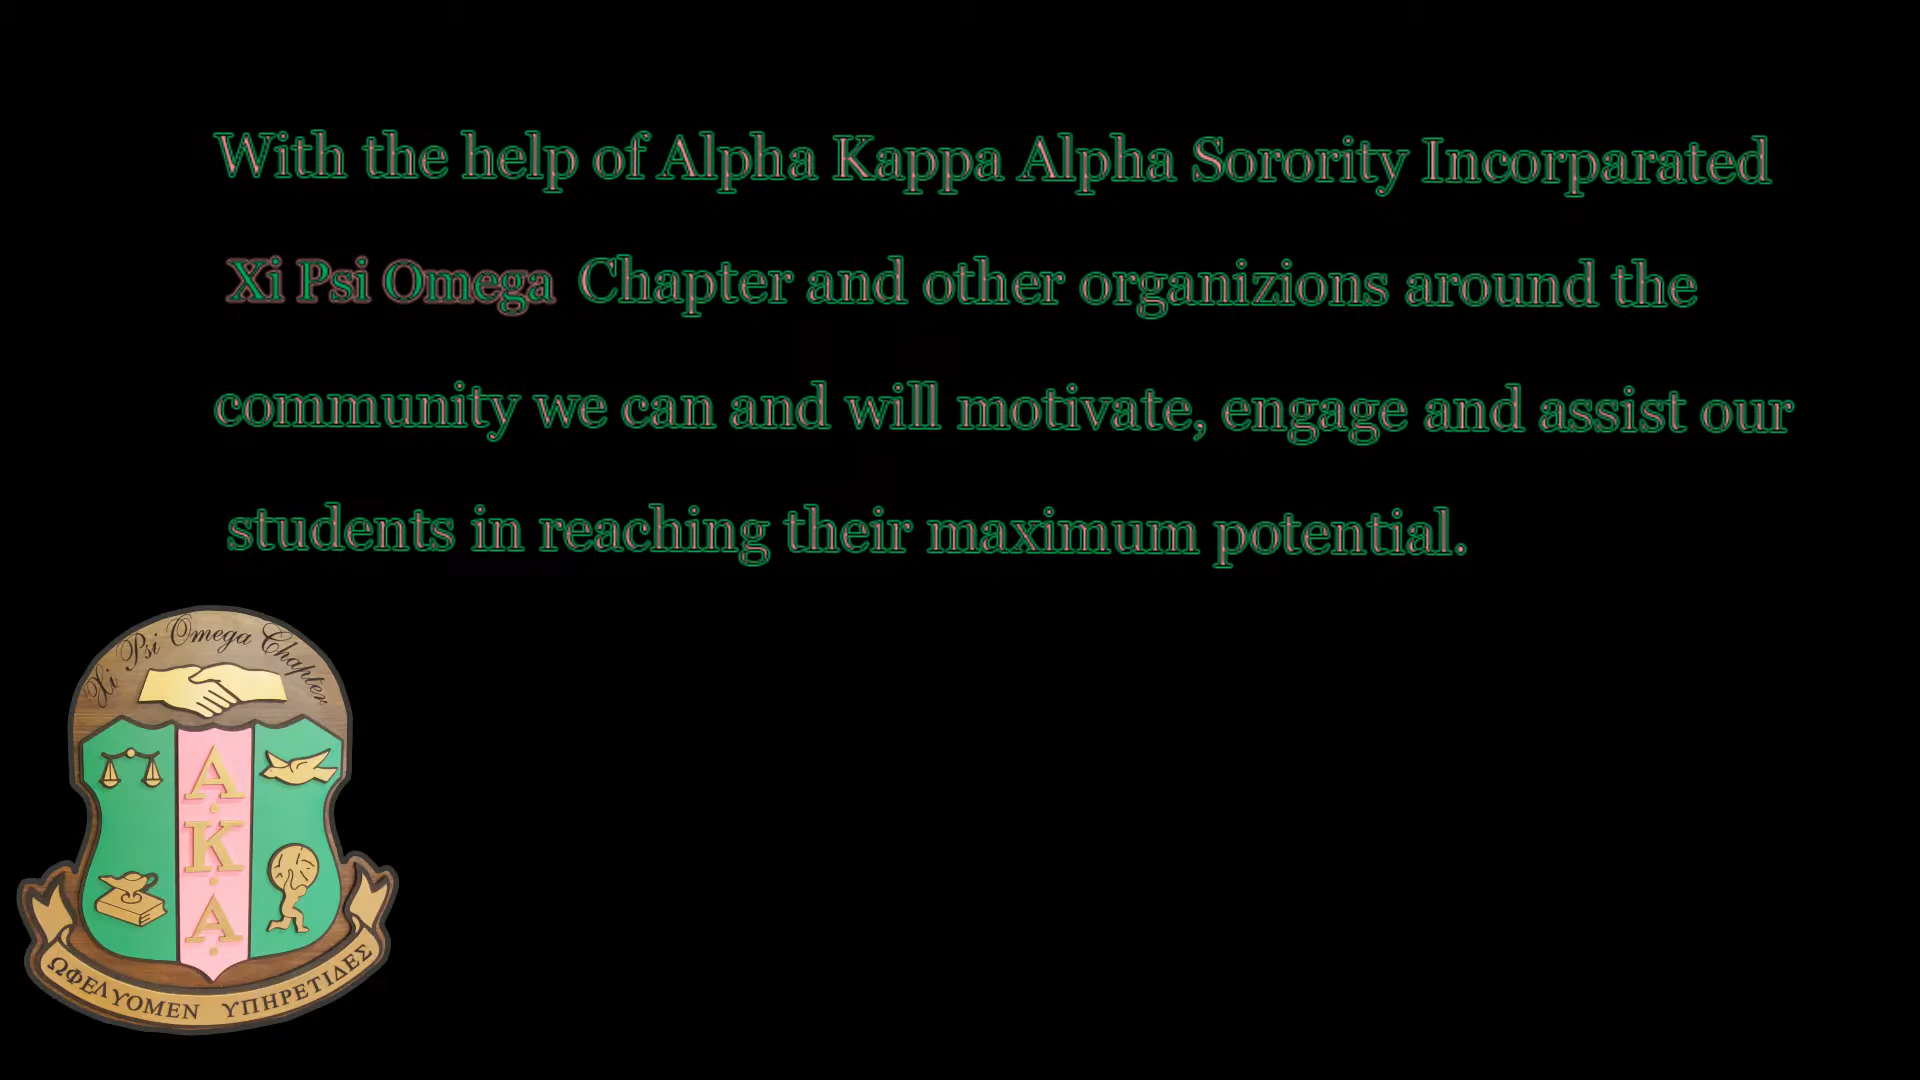 With the help of Alpha Kappa Alpha Sorority Incorparated
Xi Psi Omega Chapter and other organizions around the
community we can and will motivate, engage and assist our
students in reaching their maximum potential.
Xi Psi Omega Chapter
Α
Κ
Α
ΩΦΕΛΥΟΜΕΝ ΥΠΗΡΕΤΙΔΕΣ